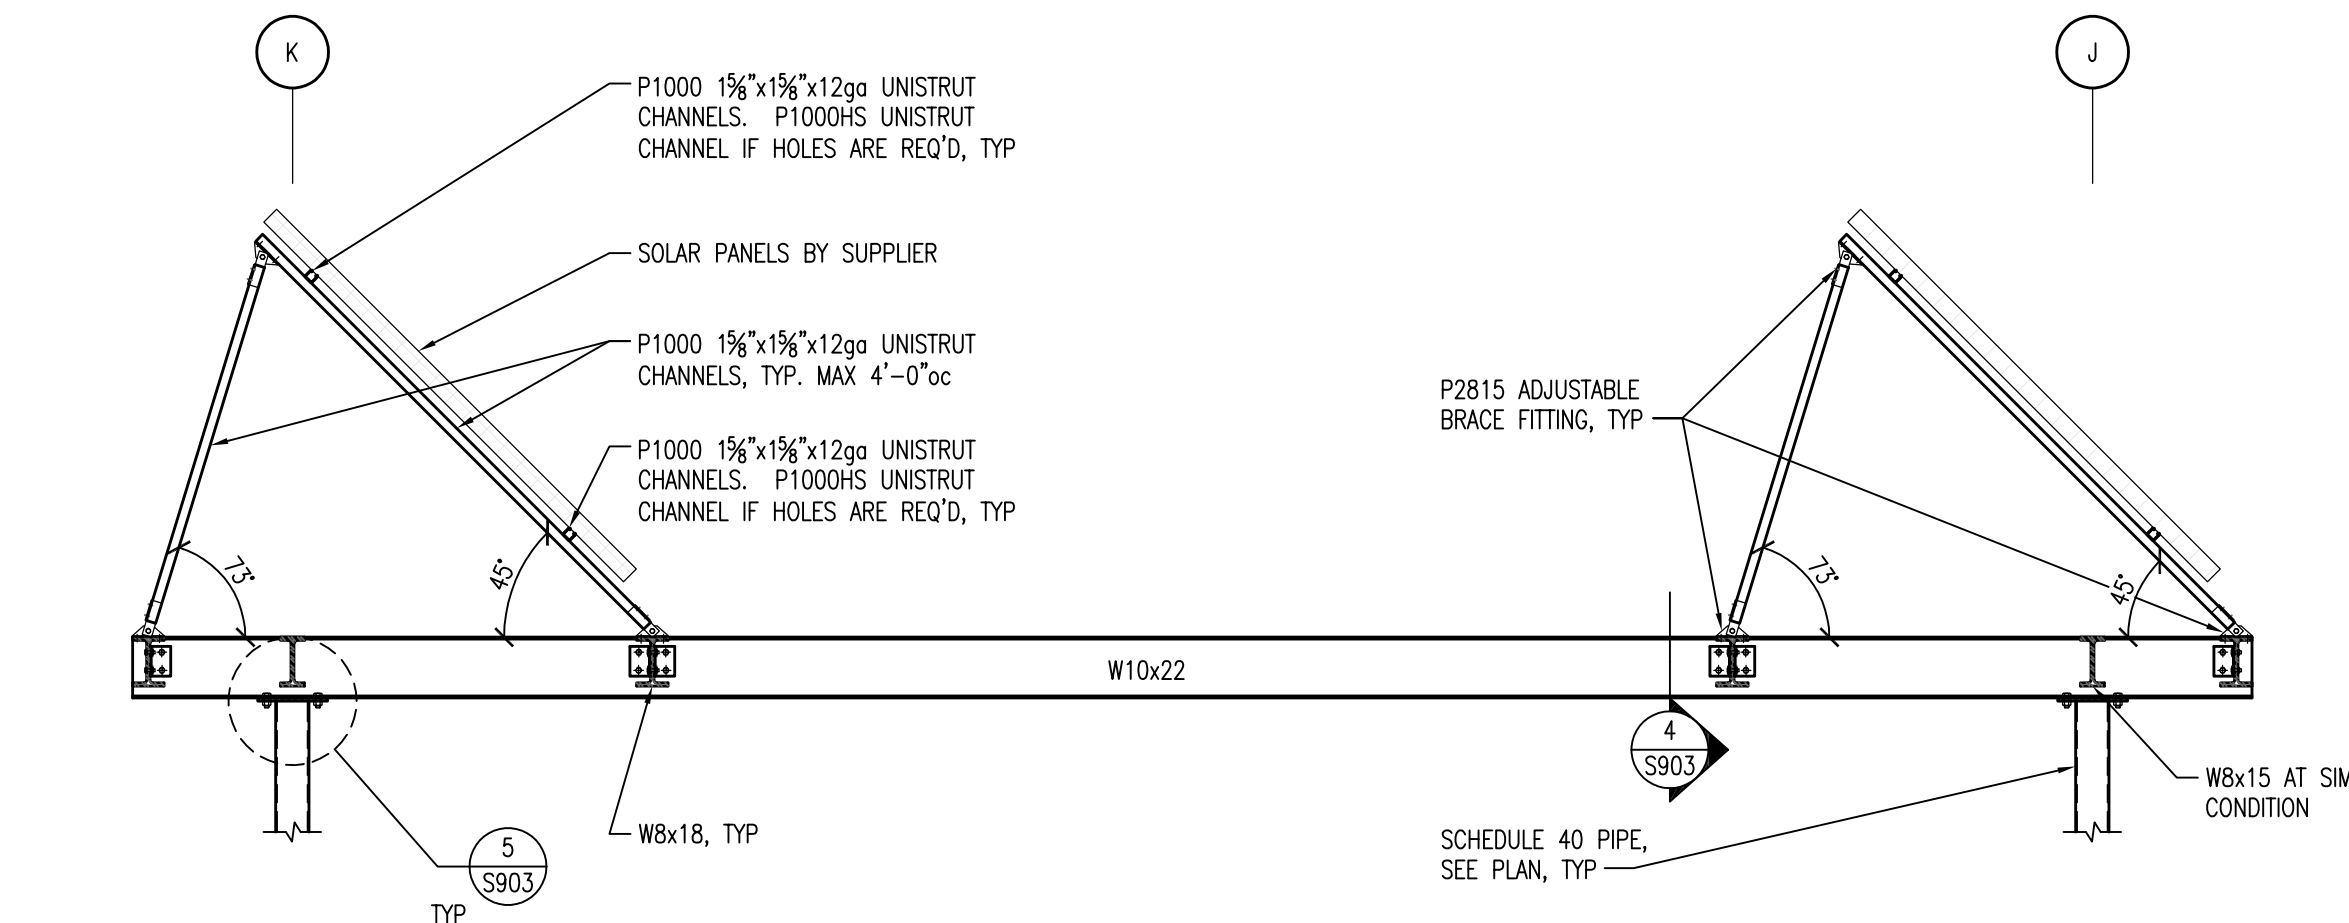 K
J
P1000 1⅝"x1⅝"x12ga UNISTRUT
CHANNELS. P1000HS UNISTRUT
CHANNEL IF HOLES ARE REQ'D, TYP
SOLAR PANELS BY SUPPLIER
P1000 1⅝"x1⅝"x12ga UNISTRUT
CHANNELS, TYP. MAX 4'-0"oc
P1000 1⅝"x1⅝"x12ga UNISTRUT
CHANNELS. P1000HS UNISTRUT
CHANNEL IF HOLES ARE REQ'D, TYP
P2815 ADJUSTABLE
BRACE FITTING, TYP
73°
45°
73°
45°
W10x22
4
S903
W8x15 AT SIM
CONDITION
W8x18, TYP
SCHEDULE 40 PIPE,
SEE PLAN, TYP
5
S903
TYP